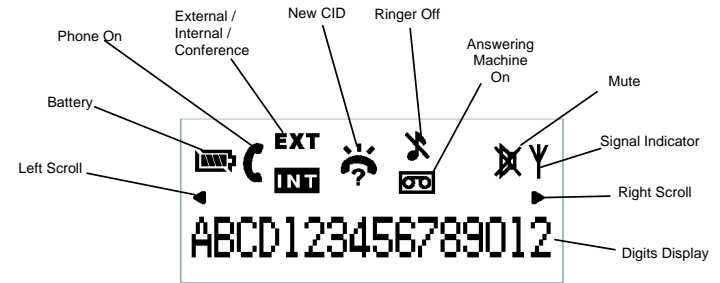 New CID
Ringer Off
External /
Internal /
Conference
Phone On
Answering
Machine
On
Mute
Battery
EXT
Signal Indicator
Left Scroll
INT
?
Right Scroll
ABCD123456789012
Digits Display